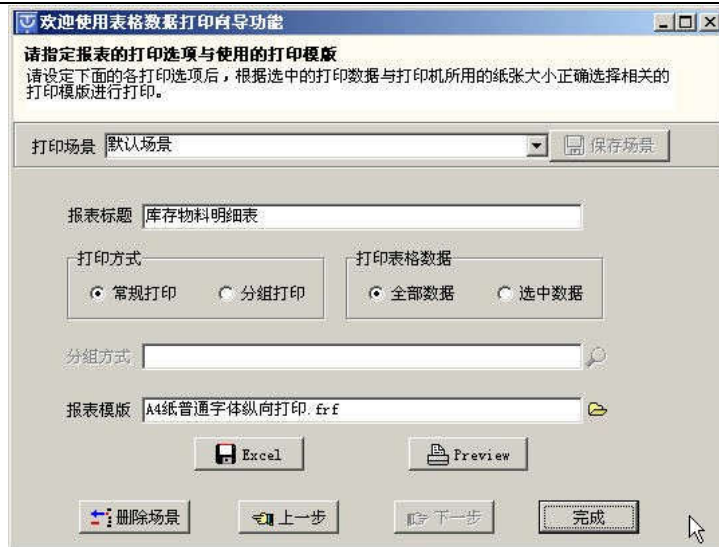 欢迎使用表格数据打印向导功能
请指定报表的打印选项与使用的打印模版
请设定下面的各打印选项后，根据选中的打印数据与打印机所用的纸张大小正确选择相关的
打印模版进行打印。
打印场景 默认场景 保存场景
报表标题 库存物料明细表
打印方式 打印表格数据
常规打印 分组打印 全部数据 选中数据
分组方式
报表模版 A4纸普通字体纵向打印.frf
Excel Preview
删除场景 上一步 下一步 完成